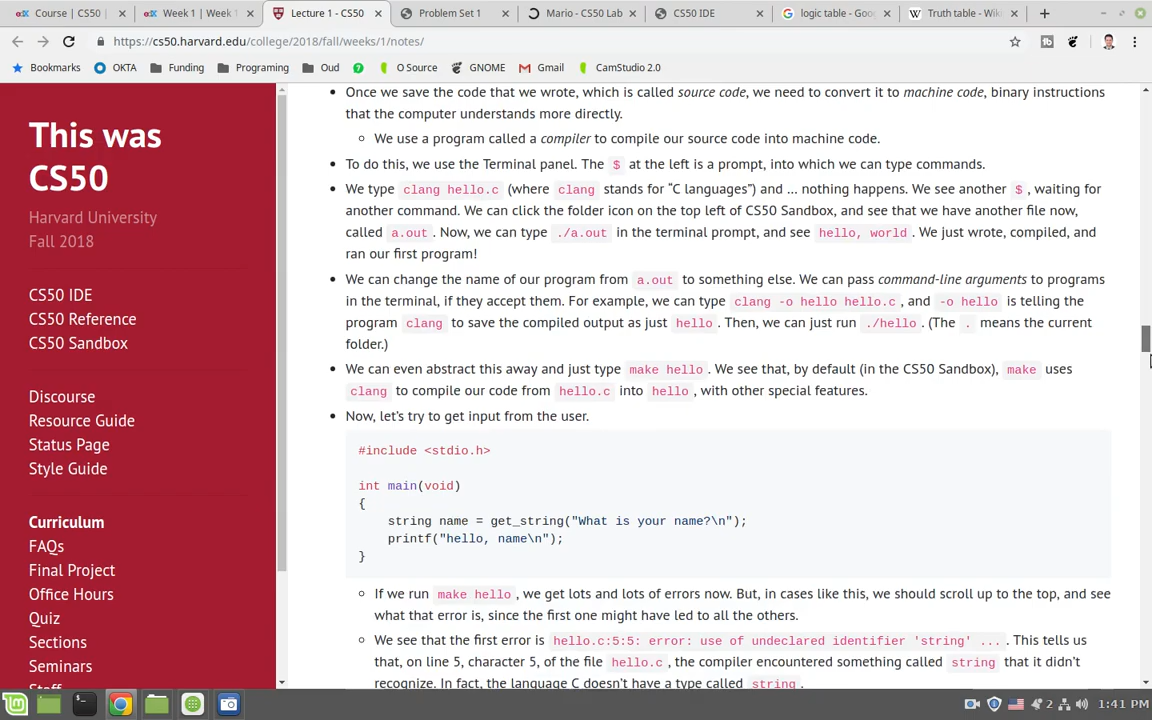 Course | CS50 |
Week 1 | Week 1
Lecture 1 - CS50
Problem Set 1
Mario - CS50 Lab
CS50 IDE
logic table - Goog
Truth table - Wiki
https://cs50.harvard.edu/college/2018/fall/weeks/1/notes/
Bookmarks
OKTA
Funding
Programing
Oud
O Source
GNOME
Gmail
CamStudio 2.0
This was
CS50
Harvard University
Fall 2018
CS50 IDE
CS50 Reference
CS50 Sandbox
Discourse
Resource Guide
Status Page
Style Guide
Curriculum
FAQs
Final Project
Office Hours
Quiz
Sections
Seminars
Staff
Once we save the code that we wrote, which is called source code, we need to convert it to machine code, binary instructions
that the computer understands more directly.
We use a program called a compiler to compile our source code into machine code.
To do this, we use the Terminal panel. The $ at the left is a prompt, into which we can type commands.
We type clang hello.c (where clang stands for “C languages”) and … nothing happens. We see another $ , waiting for
another command. We can click the folder icon on the top left of CS50 Sandbox, and see that we have another file now,
called a.out . Now, we can type ./a.out in the terminal prompt, and see hello, world . We just wrote, compiled, and
ran our first program!
We can change the name of our program from a.out to something else. We can pass command-line arguments to programs
in the terminal, if they accept them. For example, we can type clang -o hello hello.c , and -o hello is telling the
program clang to save the compiled output as just hello . Then, we can just run ./hello . (The . means the current
folder.)
We can even abstract this away and just type make hello . We see that, by default (in the CS50 Sandbox), make uses
clang to compile our code from hello.c into hello , with other special features.
Now, let’s try to get input from the user.
#include <stdio.h>
int main(void)
{
string name = get_string("What is your name?\n");
printf("hello, name\n");
}
If we run make hello , we get lots and lots of errors now. But, in cases like this, we should scroll up to the top, and see
what that error is, since the first one might have led to all the others.
We see that the first error is hello.c:5:5: error: use of undeclared identifier 'string' ... . This tells us
that, on line 5, character 5, of the file hello.c , the compiler encountered something called string that it didn’t
recognize. In fact, the language C doesn’t have a type called string .
2
1:41 PM